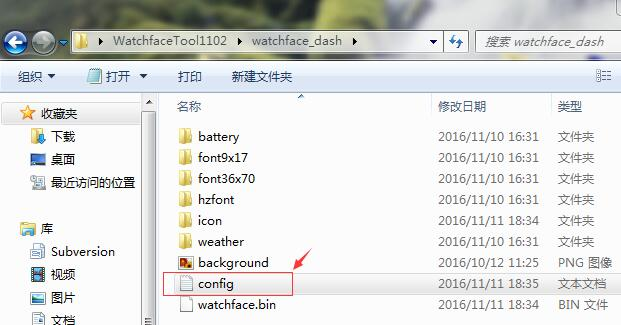 WatchfaceTool1102 watchface_dash 搜索 watchface_dash
组织 打开 打印 新建文件夹
名称 修改日期 类型
收藏夹
下载
桌面
最近访问的位置
库
Subversion
视频
图片
文档
battery 2016/11/10 16:31 文件夹
font9x17 2016/11/10 16:31 文件夹
font36x70 2016/11/10 16:31 文件夹
hzfont 2016/11/10 16:31 文件夹
icon 2016/11/11 18:34 文件夹
weather 2016/11/10 16:31 文件夹
background 2016/10/12 11:25 PNG 图像
config 2016/11/11 18:35 文本文档
watchface.bin 2016/11/11 18:34 BIN 文件